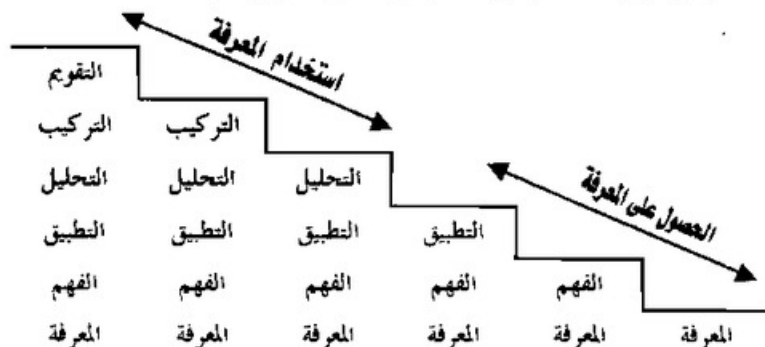 استخدام المعرفة
الحصول على المعرفة
التقويم
التركيب التركيب
التحليل التحليل التحليل
التطبيق التطبيق التطبيق التطبيق
الفهم الفهم الفهم الفهم الفهم
المعرفة المعرفة المعرفة المعرفة المعرفة المعرفة